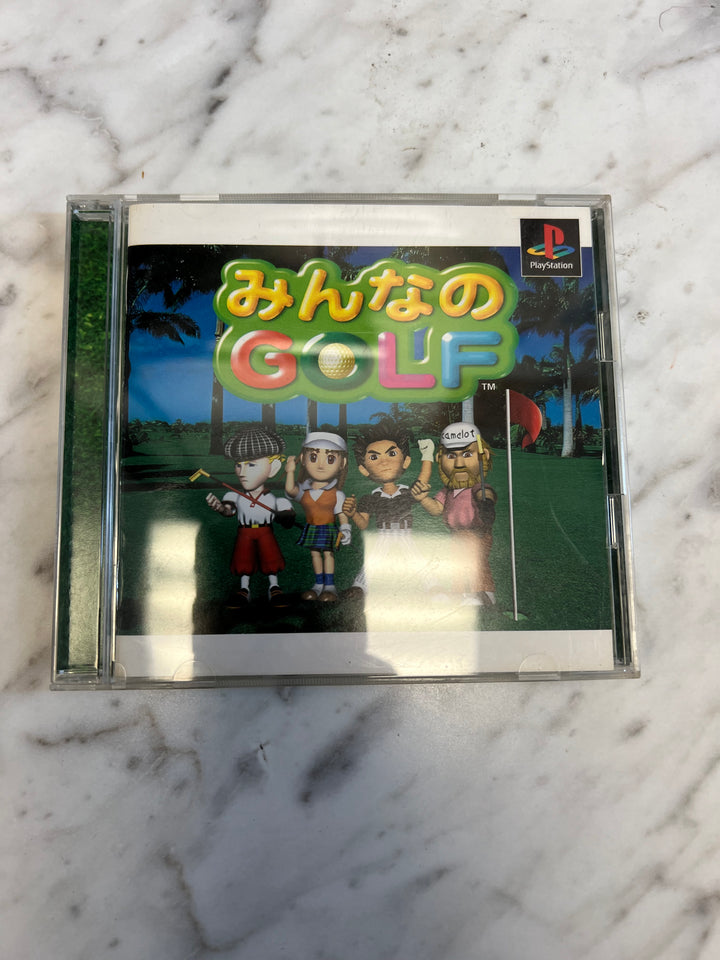 PlayStation
みんなの
GOLF
TM
camelot